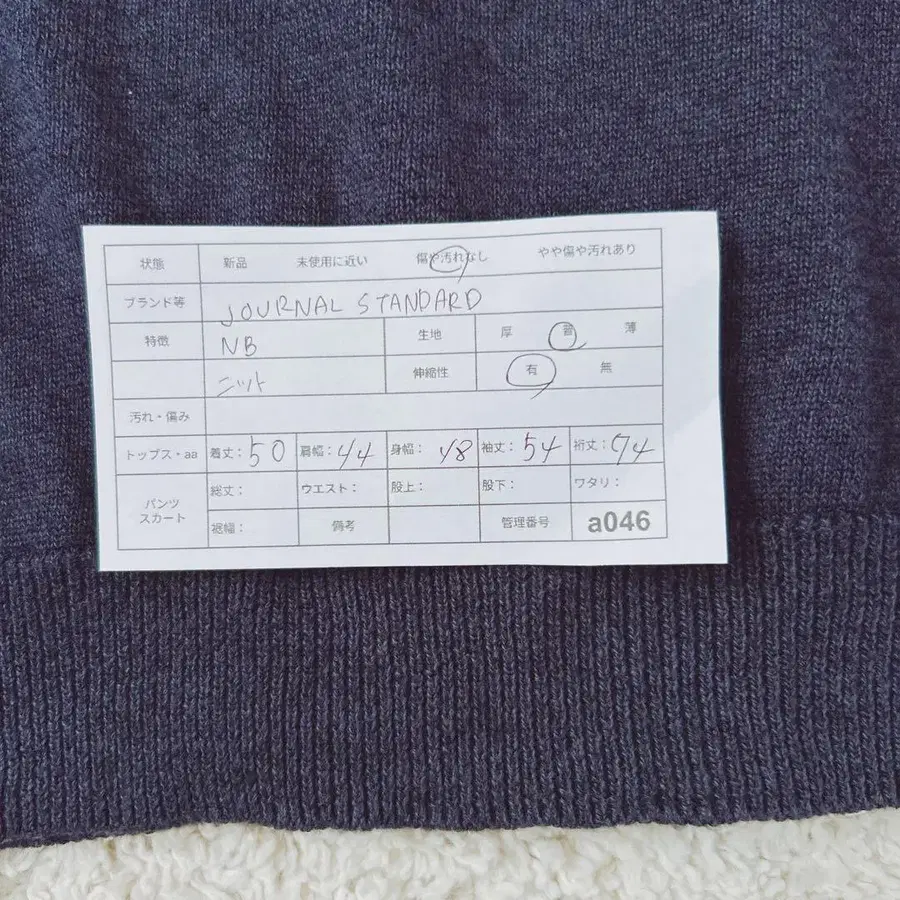 状態 新品 未使用に近い 傷や汚れなし やや傷や汚れあり
ブランド等 JOURNAL STANDARD
特徴 NB 生地 厚 普 薄
ニット 伸縮性 有 無
汚れ・傷み
トップス・aa 着丈：50 肩幅：44 身幅：48 袖丈：54 裄丈：74
パンツ スカート 総丈； ウエスト： 股上： 股下： ワタリ：
裾幅： 備考 管理番号 a046